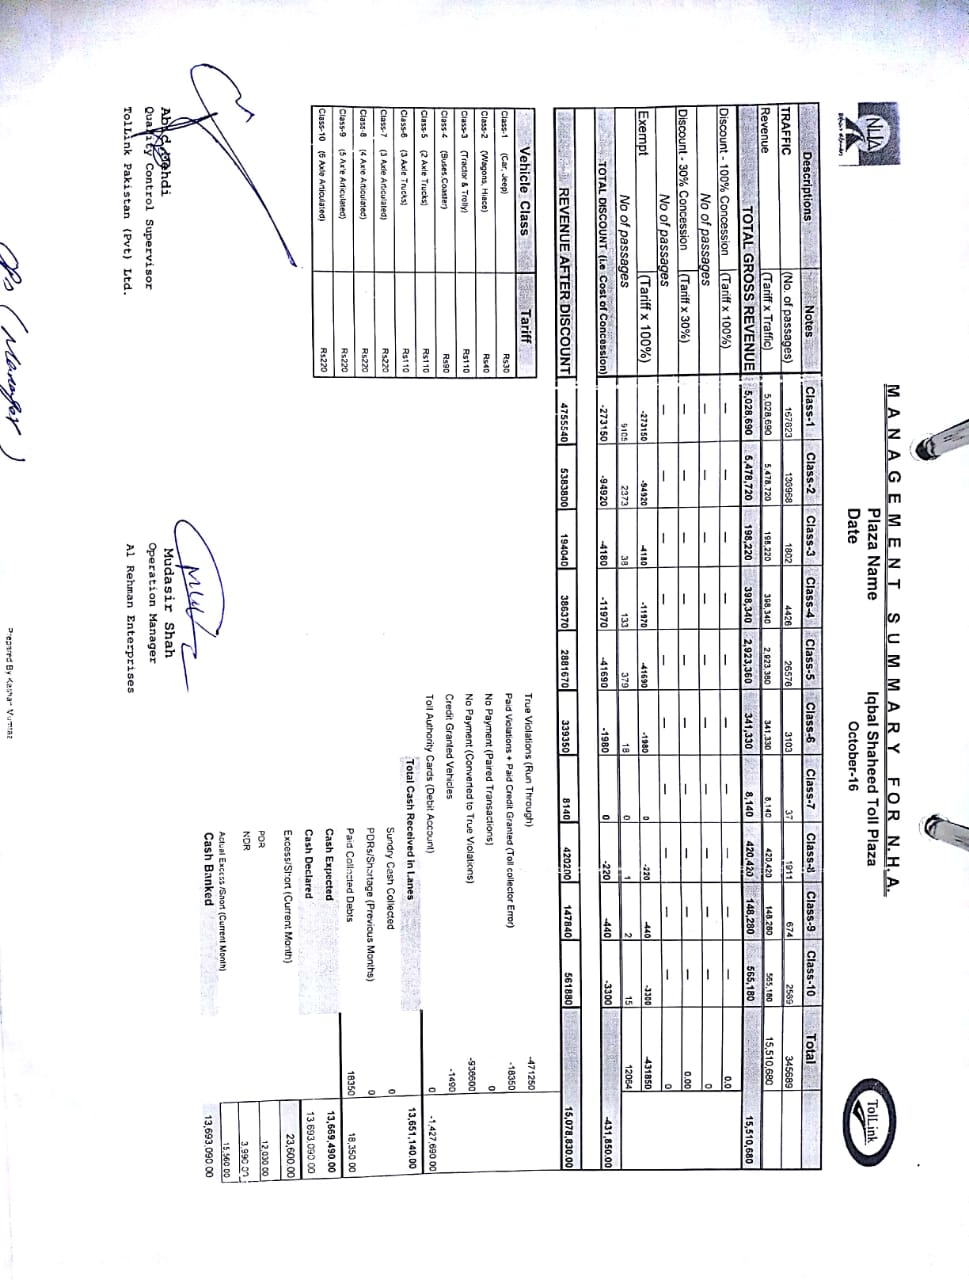 NHA
MANAGEMENT SUMMARY FOR N.H.A.
TolLink
Plaza Name Iqbal Shaheed Toll Plaza
Date October-16
Descriptions Notes Class-1 Class-2 Class-3 Class-4 Class-5 Class-6 Class-7 Class-8 Class-9 Class-10 Total
TRAFFIC (No. of passages) 167623 136968 1802 4426 26576 3103 37 1911 674 2569 345689
Revenue (Tariff x Traffic) 5,028,690 5,478,720 198,220 398,340 2,923,360 341,330 8,140 420,420 148,280 565,180 15,510,680
TOTAL GROSS REVENUE 5,028,690 5,478,720 198,220 398,340 2,923,360 341,330 8,140 420,420 148,280 565,180 15,510,680
Discount - 100% Concession (Tariff x 100%) — — — — — — — — — — 0.0
No of passages — — — — — — — — — — 0
Discount - 30% Concession (Tariff x 30%) — — — — — — — — — — 0.00
No of passages — — — — — — — — — — 0
Exempt (Tariff x 100%) -273150 -94920 -4180 -11970 -41690 -1980 0 -220 -440 -3300 -431850
No of passages 9105 2373 38 133 379 18 0 1 2 15 12064
TOTAL DISCOUNT (i.e. Cost of Concession) -273150 -94920 -4180 -11970 -41690 -1980 0 -220 -440 -3300 -431,850.00
REVENUE AFTER DISCOUNT 4755540 5383800 194040 386370 2881670 339350 8140 420200 147840 561880 15,078,830.00
Vehicle Class Tariff
Class-1 (Car, Jeep) Rs30
Class-2 (Wagons, Hiace) Rs40
Class-3 (Tractor & Trolly) Rs110
Class-4 (Buses,Coaster) Rs90
Class-5 (2 Axle Trucks) Rs110
Class-6 (3 Axle Trucks) Rs110
Class-7 (3 Axle Articulated) Rs220
Class-8 (4 Axle Articulated) Rs220
Class-9 (5 Axle Articulated) Rs220
Class-10 (6 Axle Articulated) Rs220
True Violations (Run Through) -471250
Paid Violations + Paid Credit Granted (Toll collector Error) -18350
No Payment (Paired Transactions) 0
No Payment (Converted to True Violations) -936600
Credit Granted Vehicles -1490
Toll Authority Cards (Debit Account) 0 -1,427,690.00
Total Cash Received in Lanes 13,651,140.00
Sundry Cash Collected 0
PDRs/Shortage (Previous Months) 0
Paid Collected Debts 18350 18,350.00
Cash Expected 13,669,490.00
Cash Declared 13,693,090.00
Excess/Short (Current Month) 23,600.00
PDR 12,030.00
NDR 3,990.00
Actual Excess /Short (Current Month) 15,560.00
Cash Banked 13,693,090.00
Quality Control Supervisor
TolLink Pakistan (Pvt) Ltd.
Mudasir Shah
Operation Manager
Al Rehman Enterprises
(Manager)
Prepared By